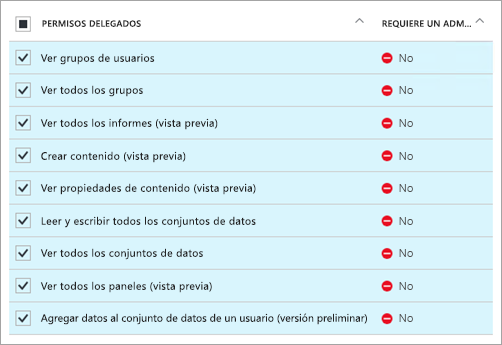 PERMISOS DELEGADOS REQUIERE UN ADM...
Ver grupos de usuarios No
Ver todos los grupos No
Ver todos los informes (vista previa) No
Crear contenido (vista previa) No
Ver propiedades de contenido (vista previa) No
Leer y escribir todos los conjuntos de datos No
Ver todos los conjuntos de datos No
Ver todos los paneles (vista previa) No
Agregar datos al conjunto de datos de un usuario (versión preliminar) No